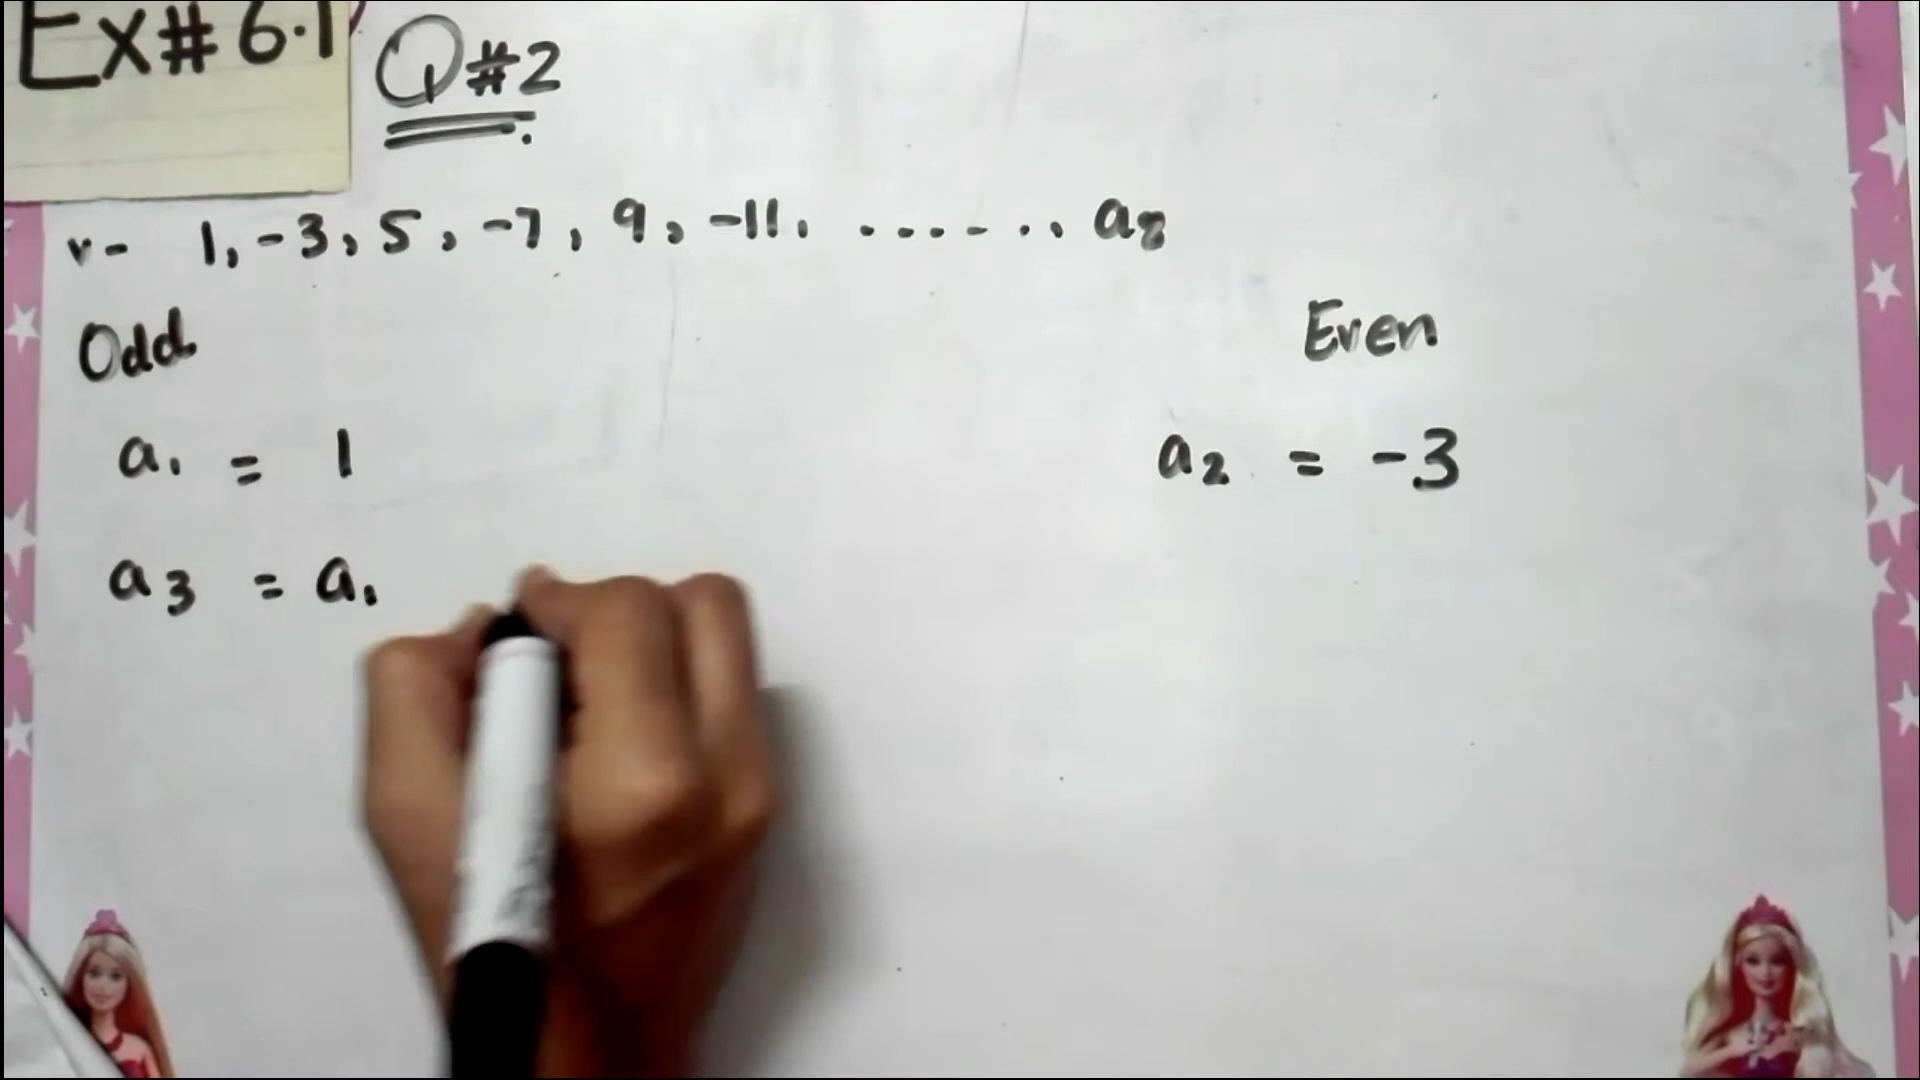 Ex# 6.1
Q#2
v- 1, -3, 5, -7, 9, -11, ....... a8
Odd Even
a1 = 1 a2 = -3
a3 = a1